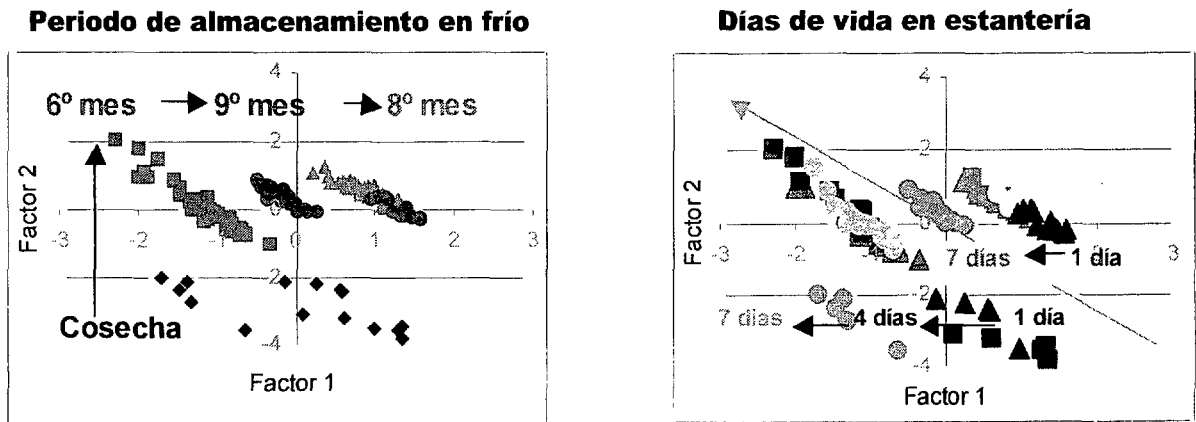 Periodo de almacenamiento en frío
4
6º mes → 9º mes → 8º mes
2
Factor 2
-3 -2 -1 0 1 2 3
-2
Cosecha
-4
Factor 1
Días de vida en estantería
4
2
Factor 2
-3 -2 2 3
7 días ← 1 día
-2
7 días ← 4 días ← 1 día
-4
Factor 1